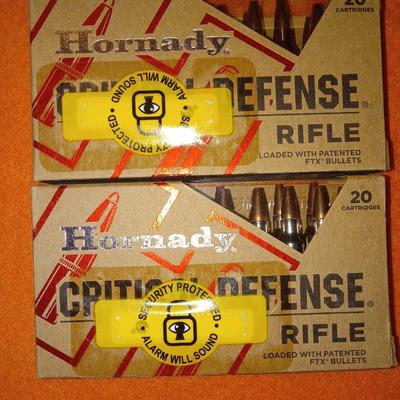 Hornady®
20
CARTRIDGES
CRITICAL DEFENSE®
SECURITY PROTECTED
ALARM WILL SOUND
RIFLE
LOADED WITH PATENTED
FTX® BULLETS
Hornady®
20
CARTRIDGES
CRITICAL DEFENSE®
SECURITY PROTECTED
ALARM WILL SOUND
RIFLE
LOADED WITH PATENTED
FTX® BULLETS